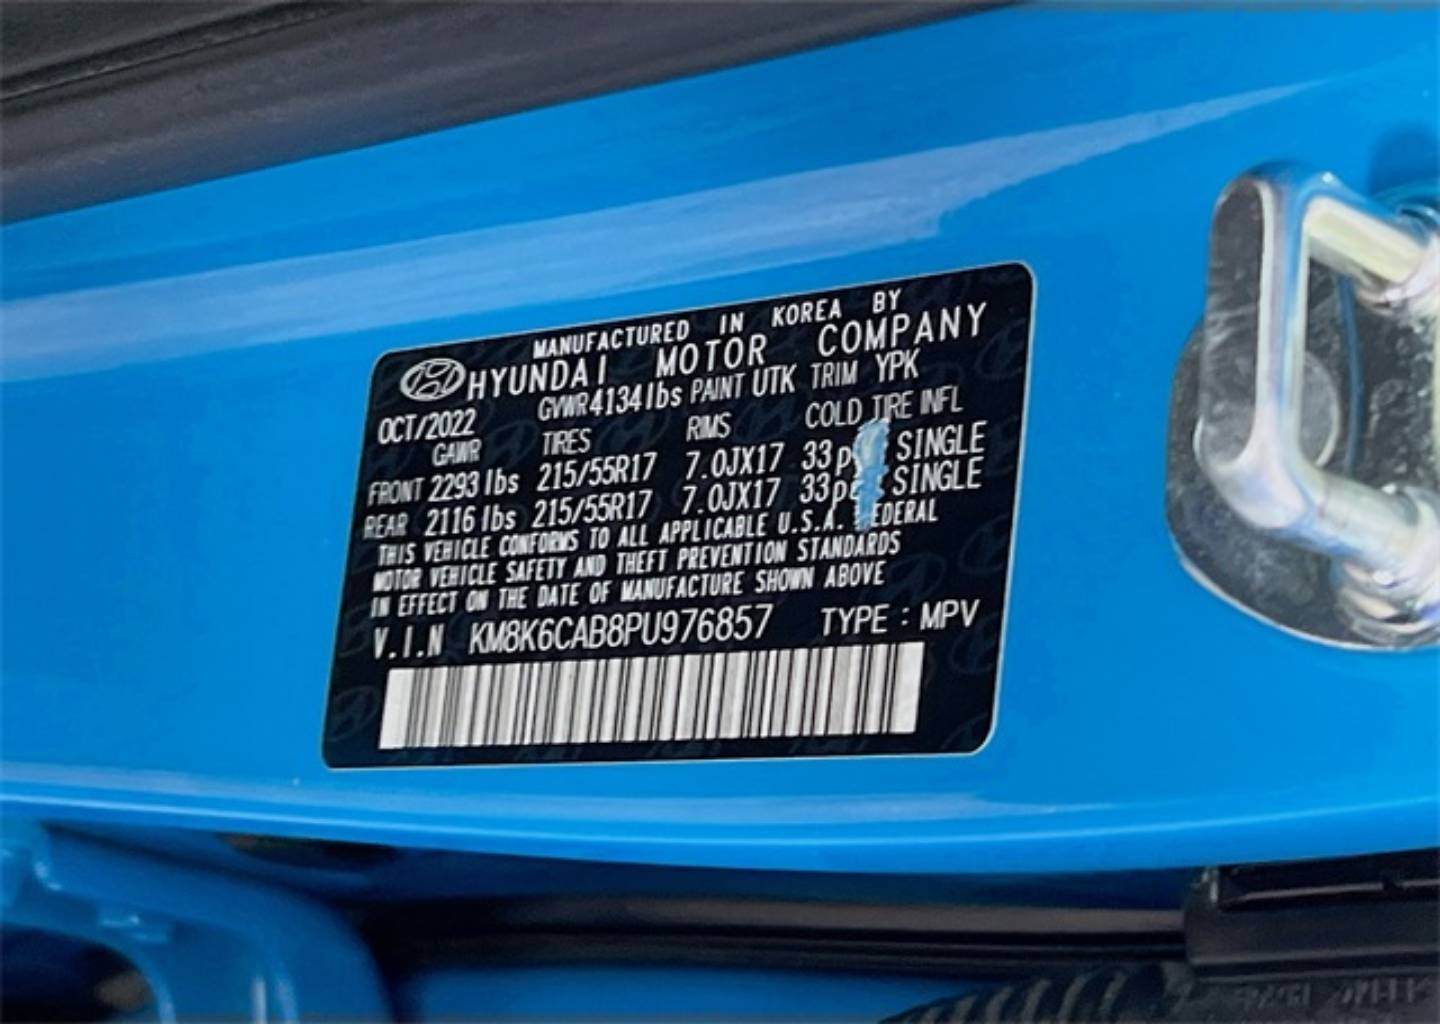 MANUFACTURED IN KOREA BY
HYUNDAI MOTOR COMPANY
OCT/2022 GVWR 4134lbs PAINT UTK TRIM YPK
GAWR TIRES RIMS COLD TIRE INFL
FRONT 2293 lbs 215/55R17 7.0JX17 33 SINGLE
REAR 2116 lbs 215/55R17 7.0JX17 33 SINGLE
THIS VEHICLE CONFORMS TO ALL APPLICABLE U.S.A. FEDERAL
MOTOR VEHICLE SAFETY AND THEFT PREVENTION STANDARDS
IN EFFECT ON THE DATE OF MANUFACTURE SHOWN ABOVE
V.I.N KM8K6CAB8PU976857 TYPE : MPV